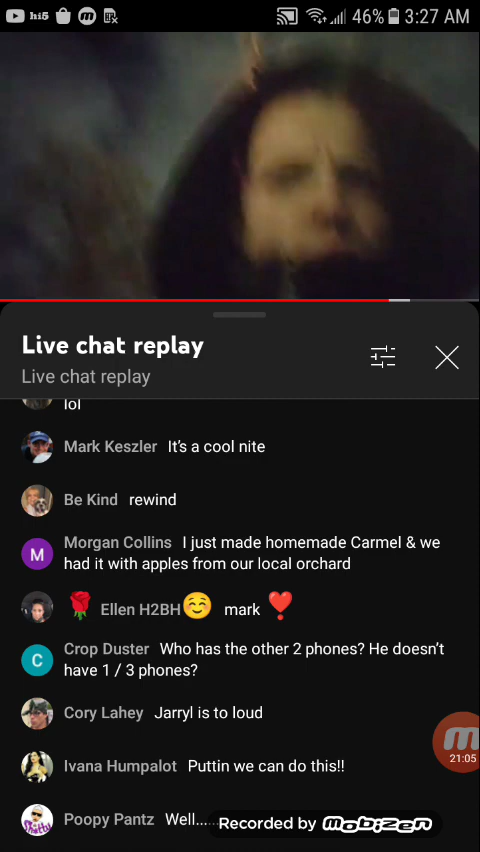 hi5 46% 3:27 AM
Live chat replay
Live chat replay
lol
Mark Keszler It's a cool nite
Be Kind rewind
M Morgan Collins I just made homemade Carmel & we
had it with apples from our local orchard
Ellen H2BH mark
C Crop Duster Who has the other 2 phones? He doesn't
have 1 / 3 phones?
Cory Lahey Jarryl is to loud
21:05
Ivana Humpalot Puttin we can do this!!
Poopy Pantz Well......
Recorded by mobizen